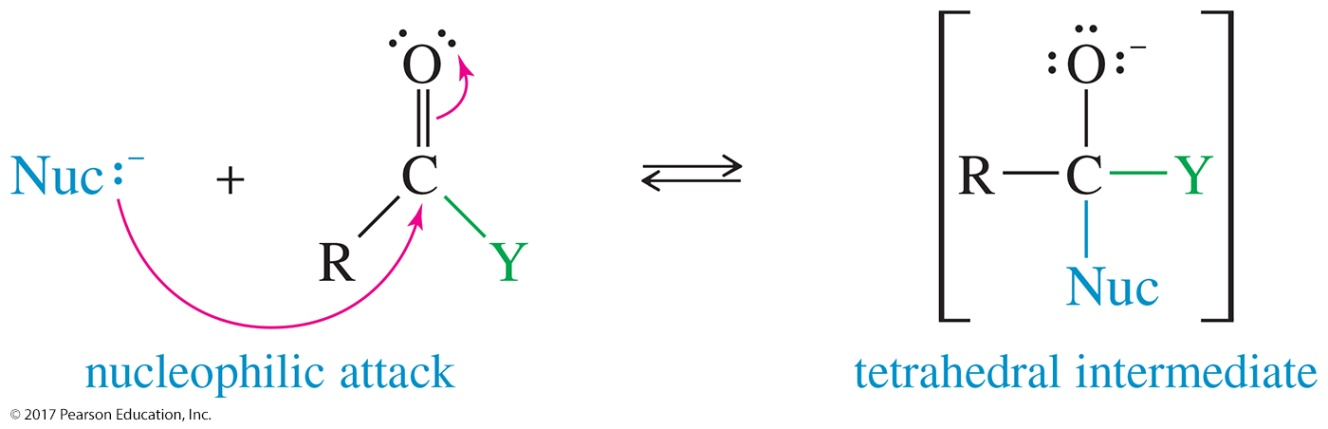 O
:O:−
Nuc:− + C
R—C—Y
R Y
Nuc
nucleophilic attack
tetrahedral intermediate
© 2017 Pearson Education, Inc.